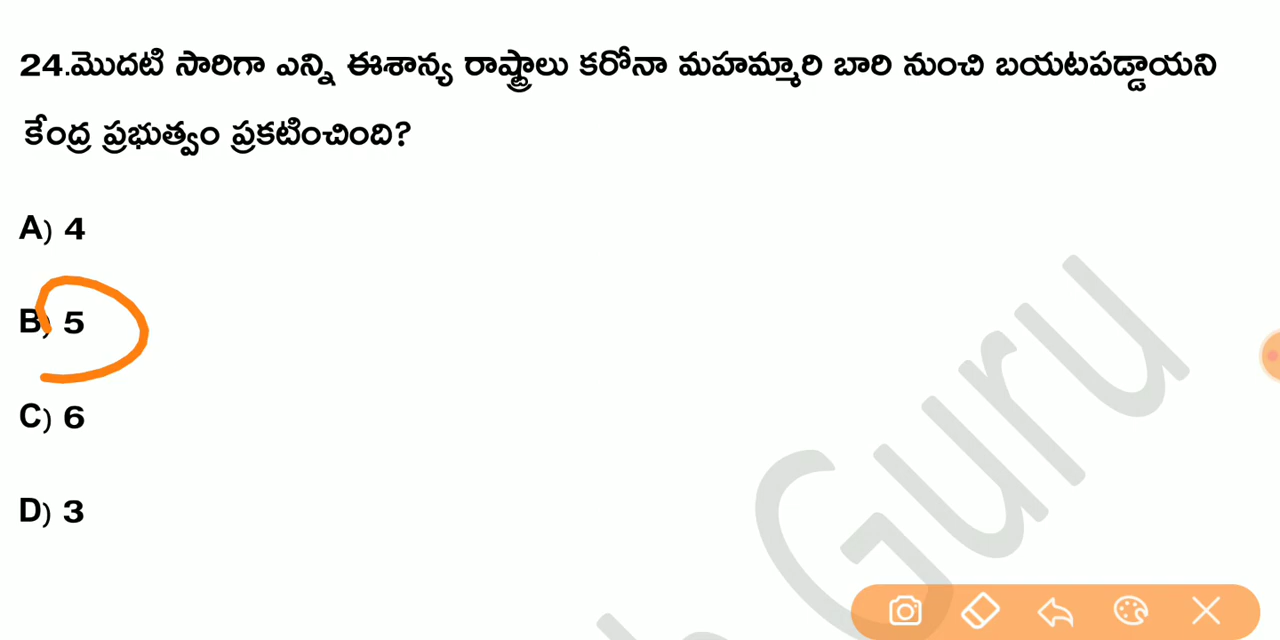 24.మొదటి సారిగా ఎన్ని ఈశాన్య రాష్ట్రాలు కరోనా మహమ్మారి బారి నుంచి బయటపడ్డాయని
కేంద్ర ప్రభుత్వం ప్రకటించింది?
A) 4
B) 5
C) 6
D) 3
Guru